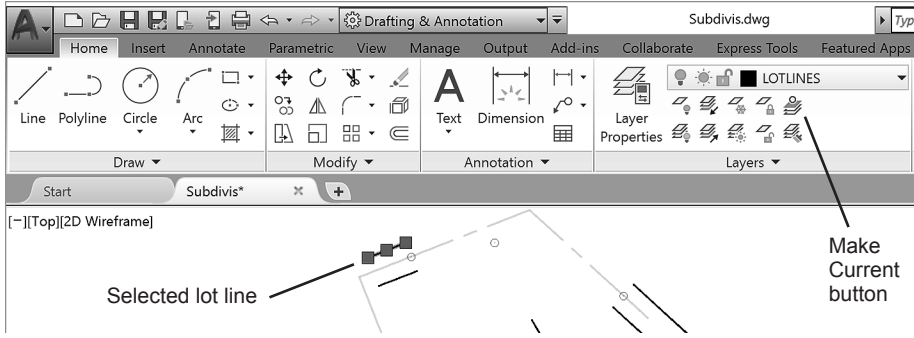 A
Drafting & Annotation
Subdivis.dwg
Typ
Home Insert Annotate Parametric View Manage Output Add-ins Collaborate Express Tools Featured Apps
LOTLINES
Line Polyline Circle Arc
A
Text Dimension
Layer
Properties
Draw Modify Annotation Layers
Start Subdivis*
[−][Top][2D Wireframe]
Make
Current
button
Selected lot line